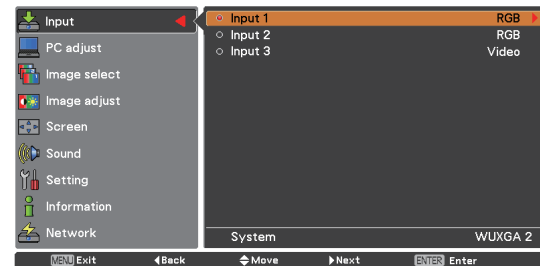 Input
PC adjust
Image select
Image adjust
Screen
Sound
Setting
Information
Network
Input 1 RGB
Input 2 RGB
Input 3 Video
System WUXGA 2
MENU Exit Back Move Next ENTER Enter